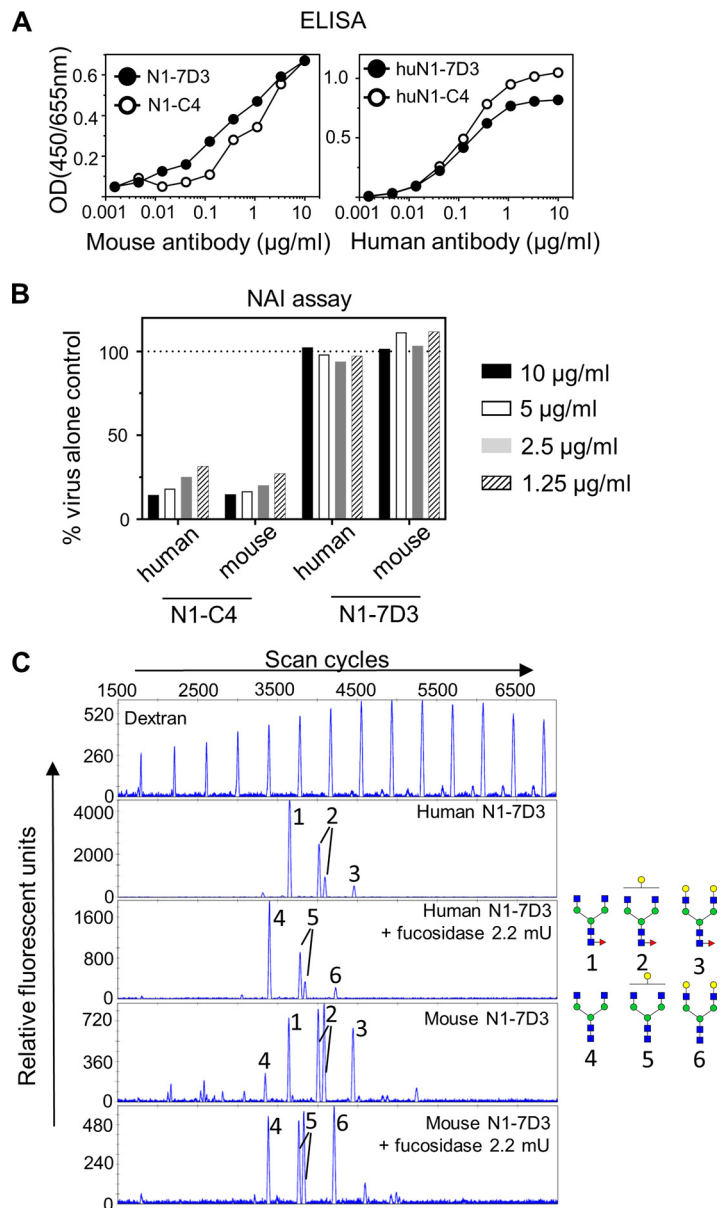 A
ELISA
OD(450/655nm)
0.6
0.4
0.2
N1-7D3
N1-C4
0.001 0.01 0.1 1 10
Mouse antibody (µg/ml)
1.0
0.5
huN1-7D3
huN1-C4
0.001 0.01 0.1 1 10
Human antibody (µg/ml)
B
NAI assay
% virus alone control
100
50
0
human
mouse
human
mouse
N1-C4
N1-7D3
10 µg/ml
5 µg/ml
2.5 µg/ml
1.25 µg/ml
C
Scan cycles
1500 2500 3500 4500 5500 6500
Relative fluorescent units
520
260
0
Dextran
4000
2000
0
Human N1-7D3
1 2 3
1600
800
0
Human N1-7D3
+ fucosidase 2.2 mU
4 5 6
720
360
0
Mouse N1-7D3
4 1 2 3
480
240
0
Mouse N1-7D3
+ fucosidase 2.2 mU
4 5 6
1 2 3
4 5 6